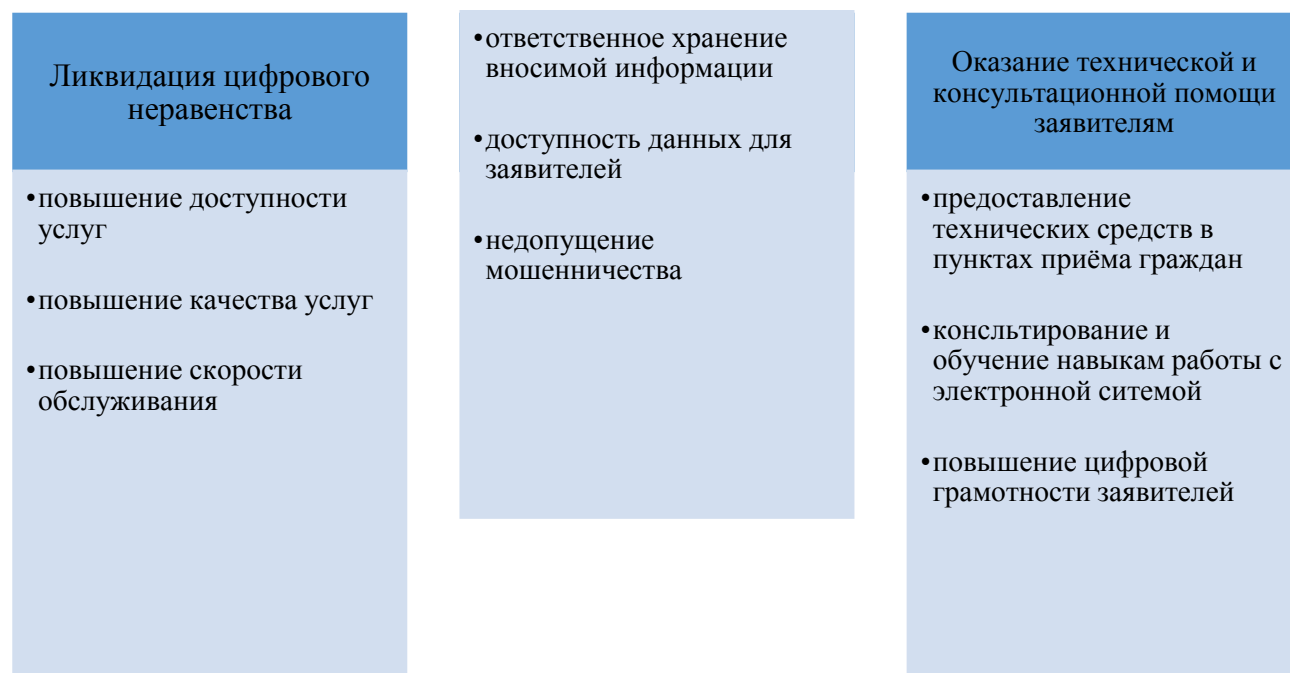 Ликвидация цифрового
неравенства
•повышение доступности
услуг
•повышение качества услуг
•повышение скорости
обслуживания
•ответственное хранение
вносимой информации
•доступность данных для
заявителей
•недопущение
мошенничества
Оказание технической и
консультационной помощи
заявителям
•предоставление
технических средств в
пунктах приёма граждан
•консльтирование и
обучение навыкам работы с
электронной ситемой
•повышение цифровой
грамотности заявителей